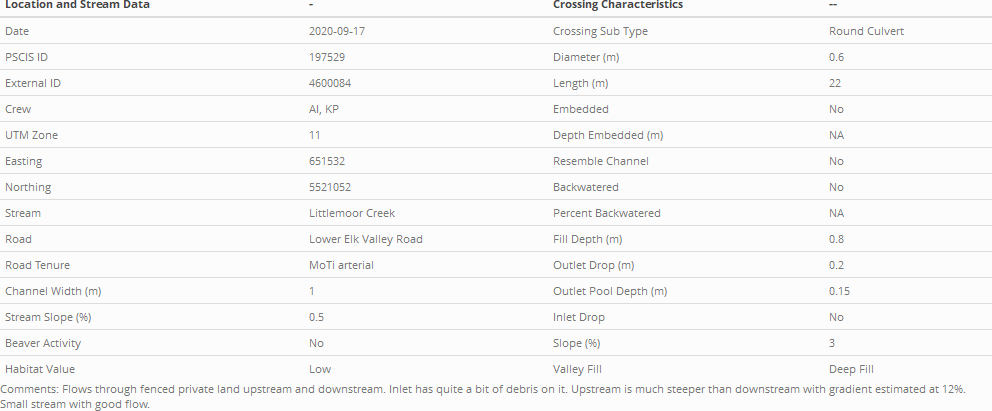 Location and Stream Data - Crossing Characteristics --
Date 2020-09-17 Crossing Sub Type Round Culvert
PSCIS ID 197529 Diameter (m) 0.6
External ID 4600084 Length (m) 22
Crew AI, KP Embedded No
UTM Zone 11 Depth Embedded (m) NA
Easting 651532 Resemble Channel No
Northing 5521052 Backwatered No
Stream Littlemoor Creek Percent Backwatered NA
Road Lower Elk Valley Road Fill Depth (m) 0.8
Road Tenure MoTi arterial Outlet Drop (m) 0.2
Channel Width (m) 1 Outlet Pool Depth (m) 0.15
Stream Slope (%) 0.5 Inlet Drop No
Beaver Activity No Slope (%) 3
Habitat Value Low Valley Fill Deep Fill
Comments: Flows through fenced private land upstream and downstream. Inlet has quite a bit of debris on it. Upstream is much steeper than downstream with gradient estimated at 12%.
Small stream with good flow.